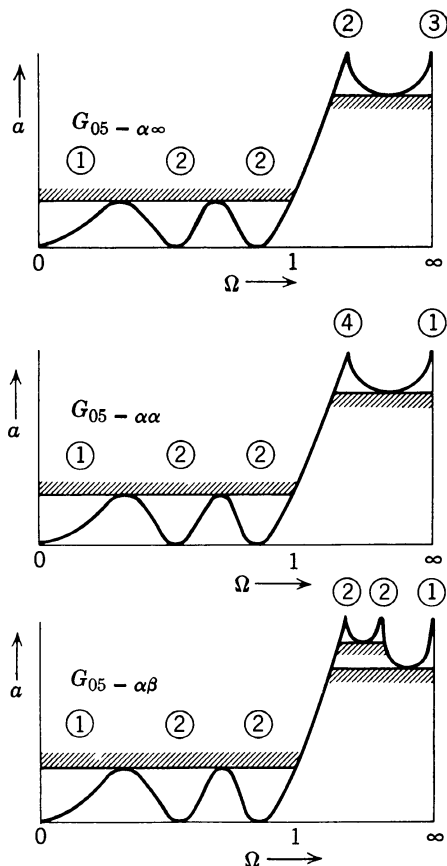 ② ③
a
G₀₅ – α∞
① ② ②
0 1 ∞
Ω
④ ①
a
G₀₅ – αα
① ② ②
0 1 ∞
Ω
② ② ①
a
G₀₅ – αβ
① ② ②
0 1 ∞
Ω